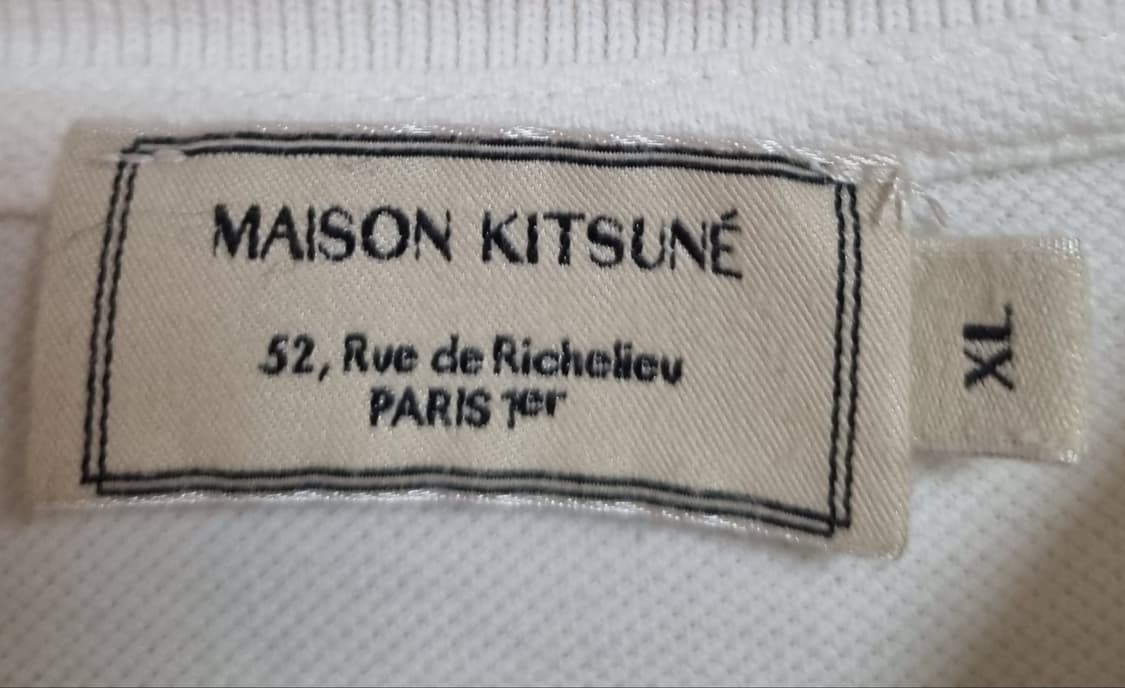 MAISON KITSUNÉ
52, Rue de Richelieu
PARIS 1er
XL